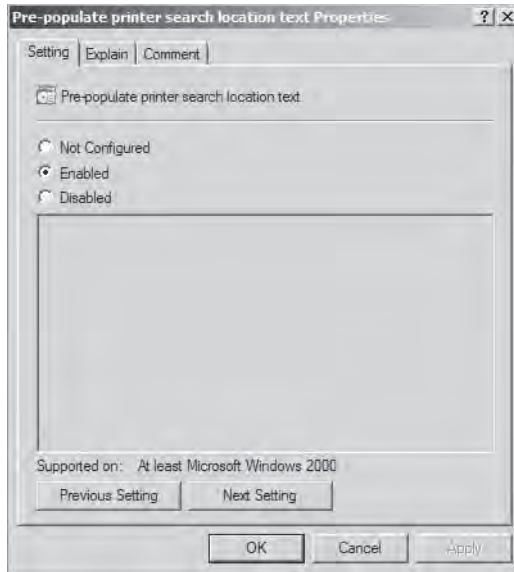 Pre-populate printer search location text Properties ? X
Setting Explain Comment
Pre-populate printer search location text
Not Configured
Enabled
Disabled
Supported on: At least Microsoft Windows 2000
Previous Setting Next Setting
OK Cancel Apply